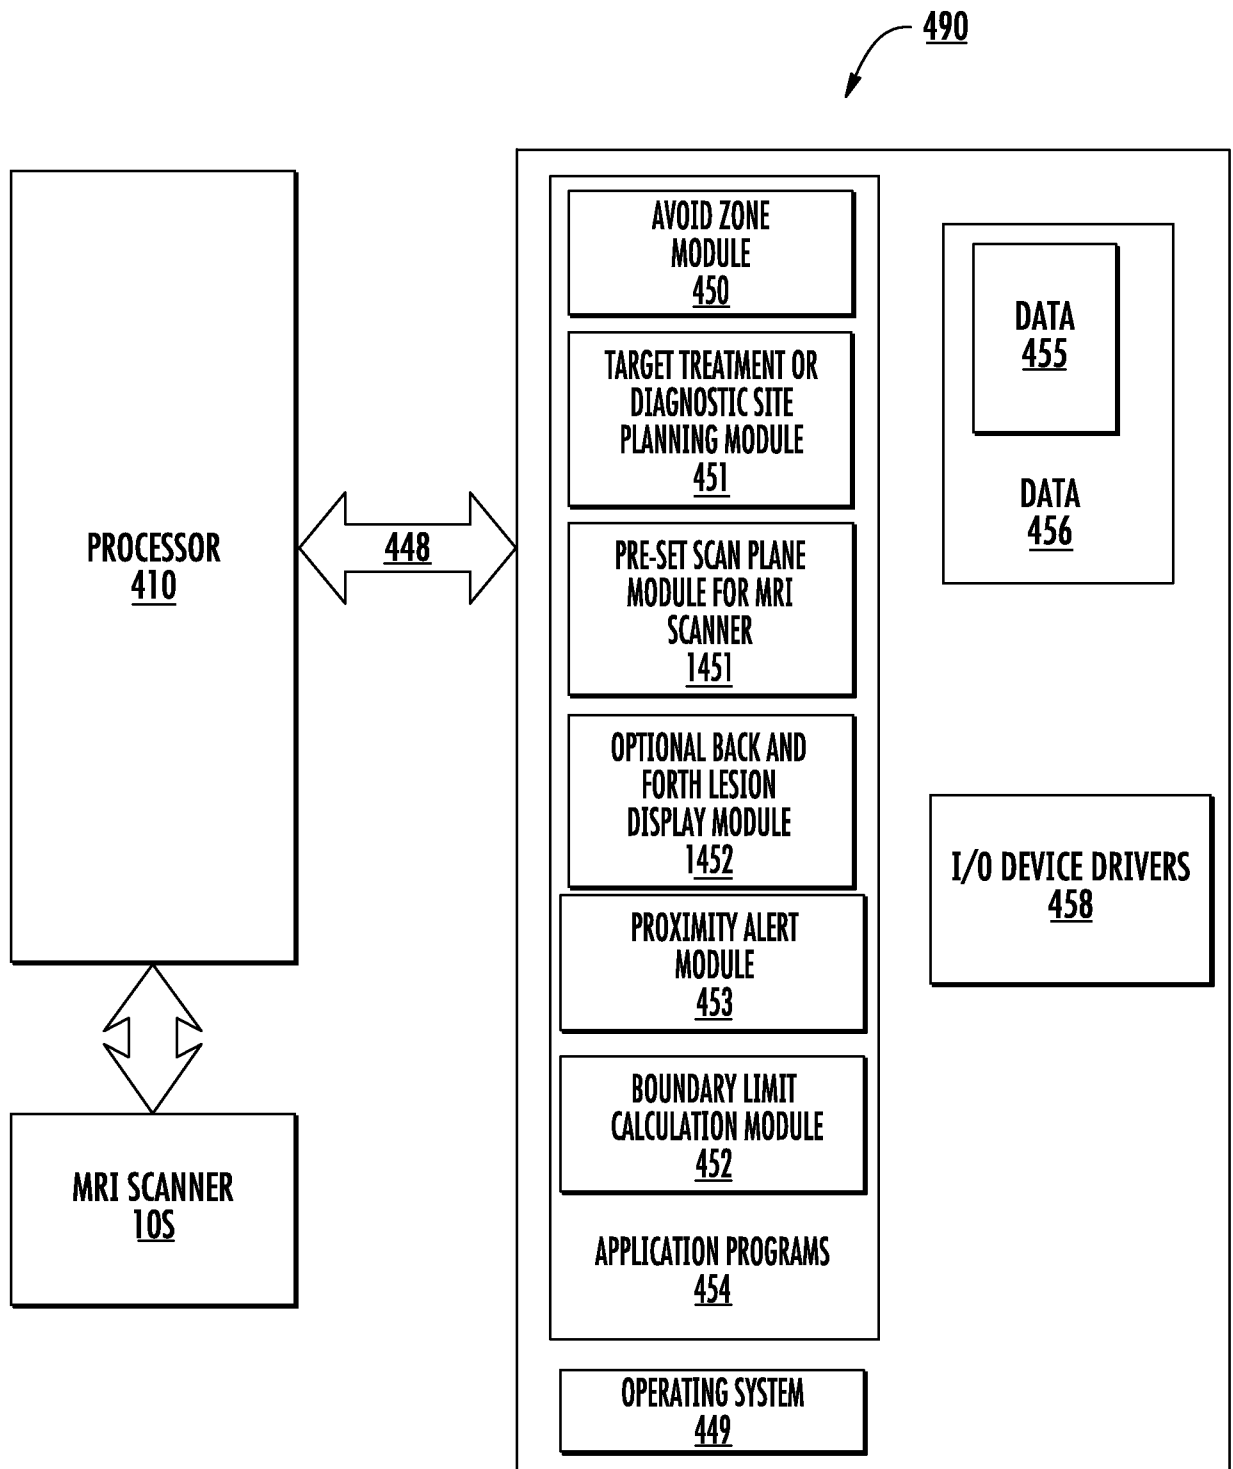 490
PROCESSOR
410
448
MRI SCANNER
10S
AVOID ZONE
MODULE
450
TARGET TREATMENT OR
DIAGNOSTIC SITE
PLANNING MODULE
451
PRE-SET SCAN PLANE
MODULE FOR MRI
SCANNER
1451
OPTIONAL BACK AND
FORTH LESION
DISPLAY MODULE
1452
PROXIMITY ALERT
MODULE
453
BOUNDARY LIMIT
CALCULATION MODULE
452
APPLICATION PROGRAMS
454
OPERATING SYSTEM
449
DATA
455
DATA
456
I/O DEVICE DRIVERS
458